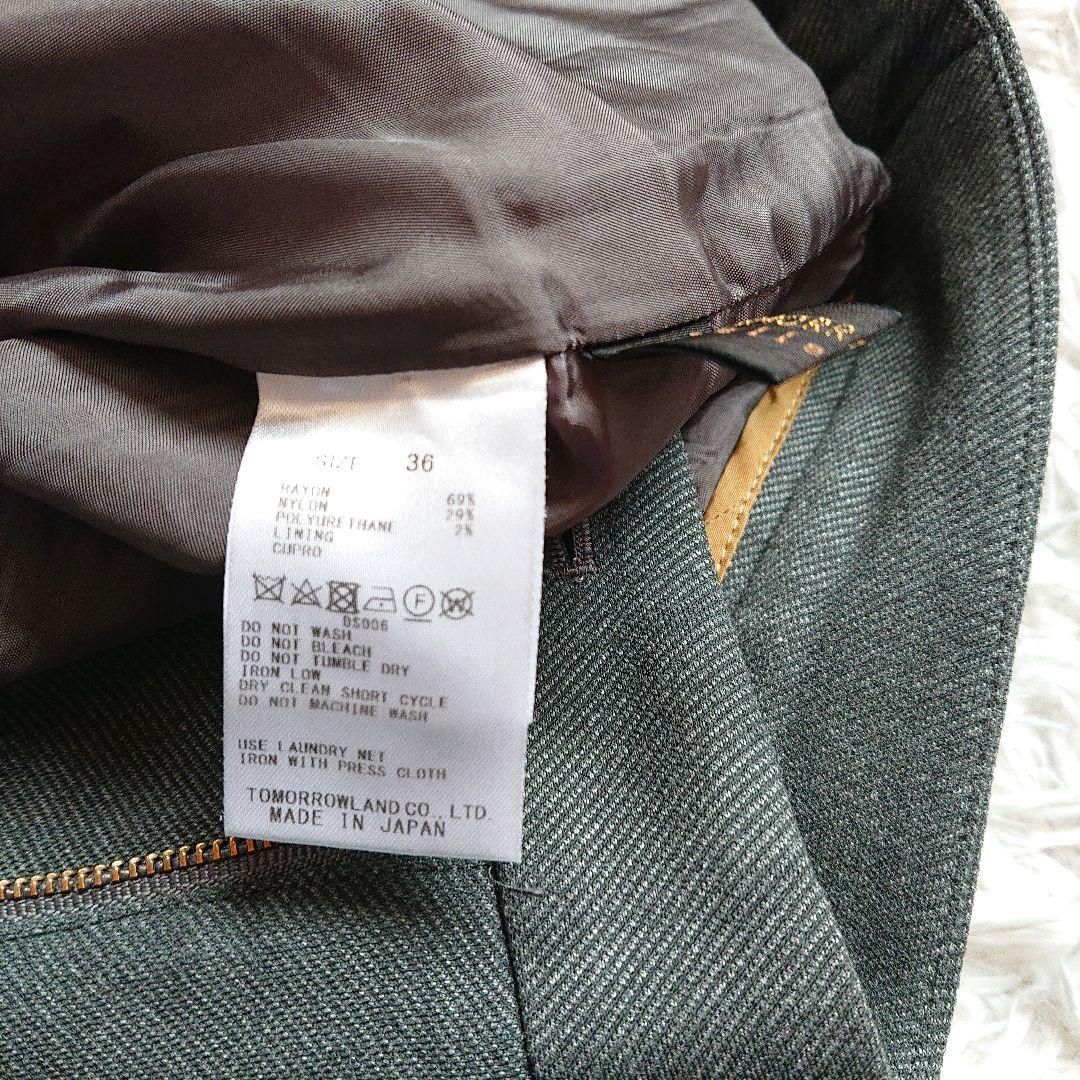 SIZE 36
RAYON 69%
NYLON 29%
POLYURETHANE 2%
LINING
CUPRO
F W
DS006
DO NOT WASH
DO NOT BLEACH
DO NOT TUMBLE DRY
IRON LOW
DRY CLEAN SHORT CYCLE
DO NOT MACHINE WASH
USE LAUNDRY NET
IRON WITH PRESS CLOTH
TOMORROWLAND CO., LTD.
MADE IN JAPAN